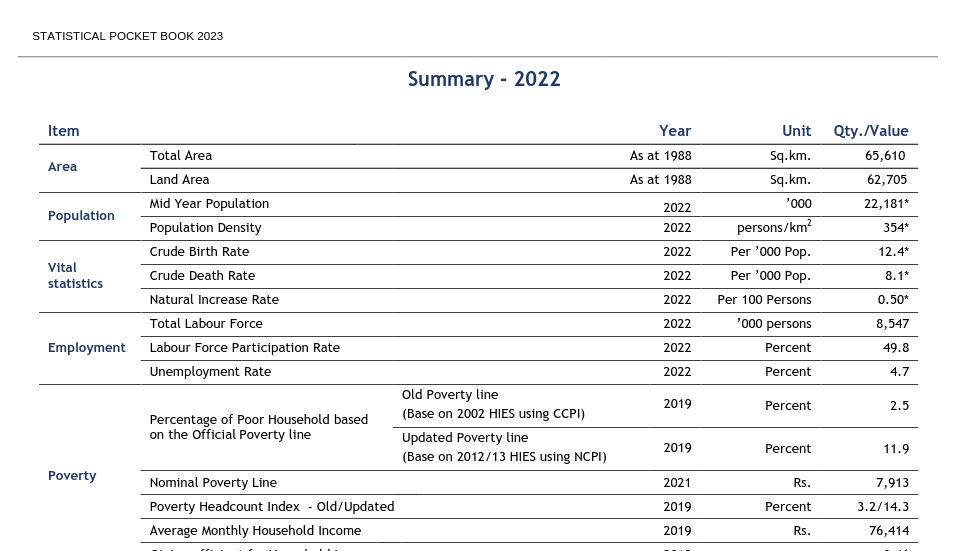 STATISTICAL POCKET BOOK 2023
Summary - 2022
Item Year Unit Qty./Value
Area
Total Area As at 1988 Sq.km. 65,610
Land Area As at 1988 Sq.km. 62,705
Population
Mid Year Population 2022 ’000 22,181*
Population Density 2022 persons/km² 354*
Vital
statistics
Crude Birth Rate 2022 Per ’000 Pop. 12.4*
Crude Death Rate 2022 Per ’000 Pop. 8.1*
Natural Increase Rate 2022 Per 100 Persons 0.50*
Employment
Total Labour Force 2022 ’000 persons 8,547
Labour Force Participation Rate 2022 Percent 49.8
Unemployment Rate 2022 Percent 4.7
Poverty
Percentage of Poor Household based
on the Official Poverty line
Old Poverty line
(Base on 2002 HIES using CCPI) 2019 Percent 2.5
Updated Poverty line
(Base on 2012/13 HIES using NCPI) 2019 Percent 11.9
Nominal Poverty Line 2021 Rs. 7,913
Poverty Headcount Index - Old/Updated 2019 Percent 3.2/14.3
Average Monthly Household Income 2019 Rs. 76,414